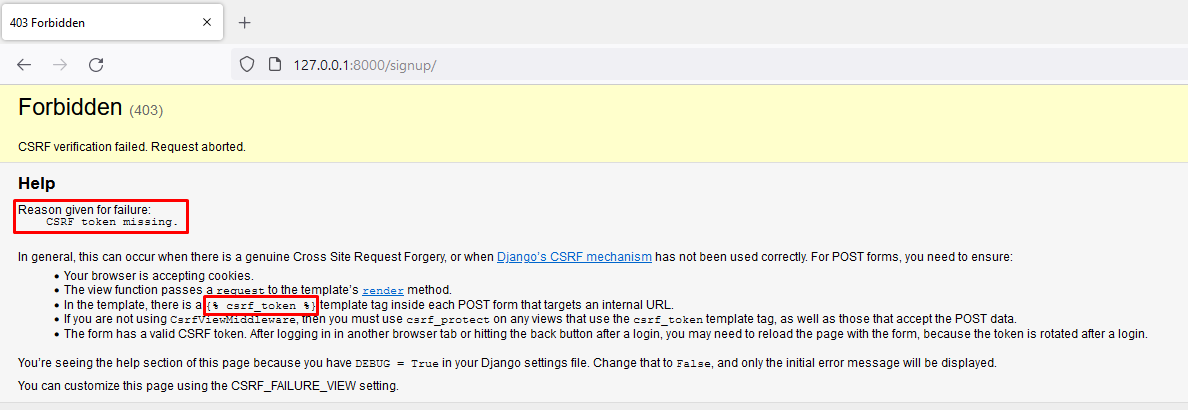 403 Forbidden
127.0.0.1:8000/signup/
Forbidden (403)
CSRF verification failed. Request aborted.
Help
Reason given for failure:
CSRF token missing.
In general, this can occur when there is a genuine Cross Site Request Forgery, or when Django's CSRF mechanism has not been used correctly. For POST forms, you need to ensure:
• Your browser is accepting cookies.
• The view function passes a request to the template's render method.
• In the template, there is a {% csrf_token %} template tag inside each POST form that targets an internal URL.
• If you are not using CsrfViewMiddleware, then you must use csrf_protect on any views that use the csrf_token template tag, as well as those that accept the POST data.
• The form has a valid CSRF token. After logging in in another browser tab or hitting the back button after a login, you may need to reload the page with the form, because the token is rotated after a login.
You're seeing the help section of this page because you have DEBUG = True in your Django settings file. Change that to False, and only the initial error message will be displayed.
You can customize this page using the CSRF_FAILURE_VIEW setting.